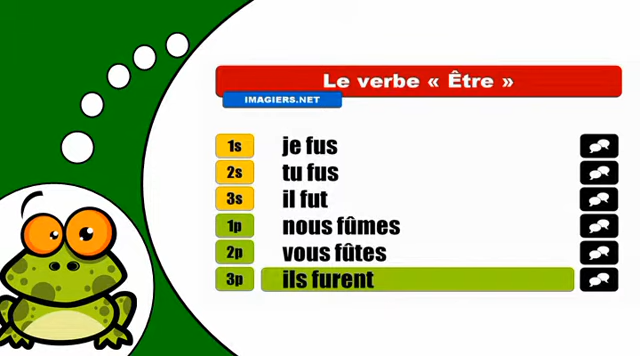 Le verbe « Être »
IMAGIERS.NET
1s je fus
2s tu fus
3s il fut
1p nous fûmes
2p vous fûtes
3p ils furent